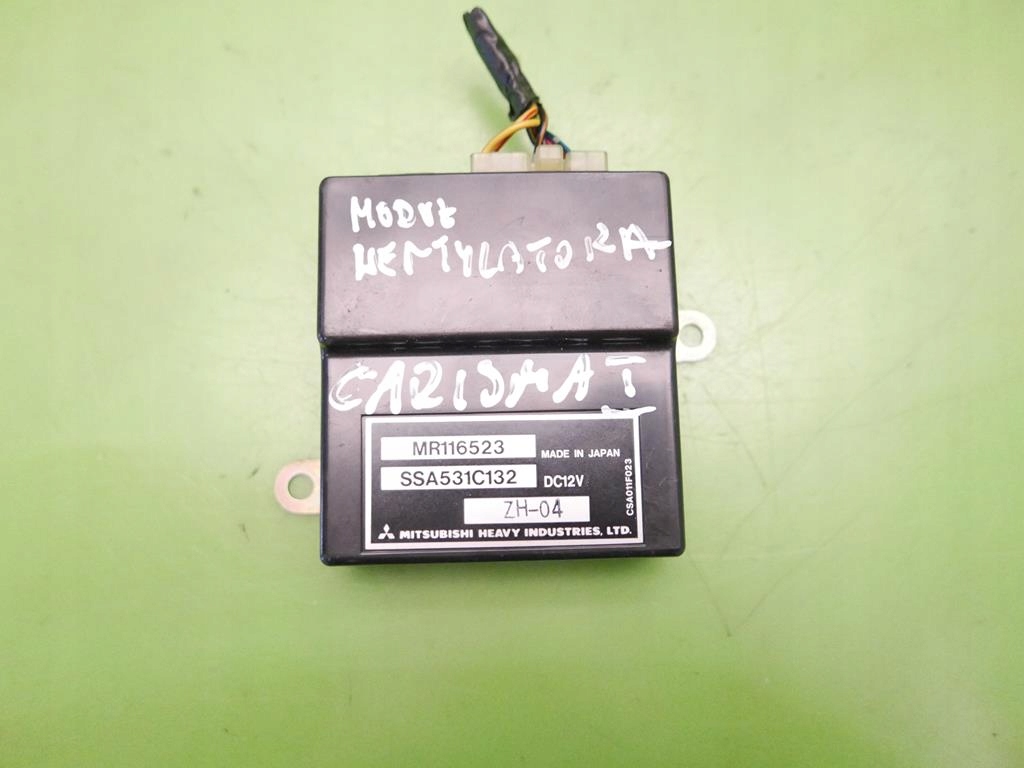 MODUŁ
WENTYLATORA
CARISMA I
MR116523 MADE IN JAPAN
SSA531C132 DC12V
ZH-04
MITSUBISHI HEAVY INDUSTRIES, LTD.
CSA011F023